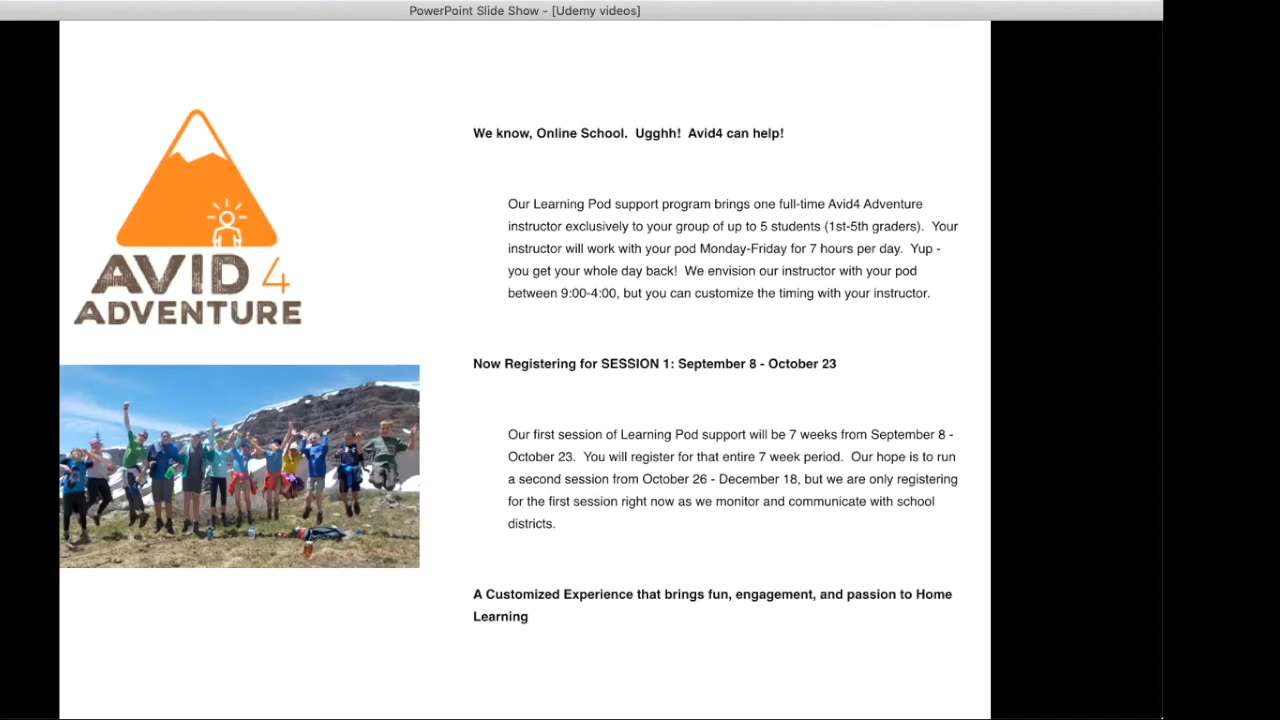 PowerPoint Slide Show - [Udemy videos]
AVID 4
ADVENTURE
We know, Online School.  Ugghh!  Avid4 can help!
Our Learning Pod support program brings one full-time Avid4 Adventure
instructor exclusively to your group of up to 5 students (1st-5th graders).  Your
instructor will work with your pod Monday-Friday for 7 hours per day.  Yup -
you get your whole day back!  We envision our instructor with your pod
between 9:00-4:00, but you can customize the timing with your instructor.
Now Registering for SESSION 1: September 8 - October 23
Our first session of Learning Pod support will be 7 weeks from September 8 -
October 23.  You will register for that entire 7 week period.  Our hope is to run
a second session from October 26 - December 18, but we are only registering
for the first session right now as we monitor and communicate with school
districts.
A Customized Experience that brings fun, engagement, and passion to Home
Learning